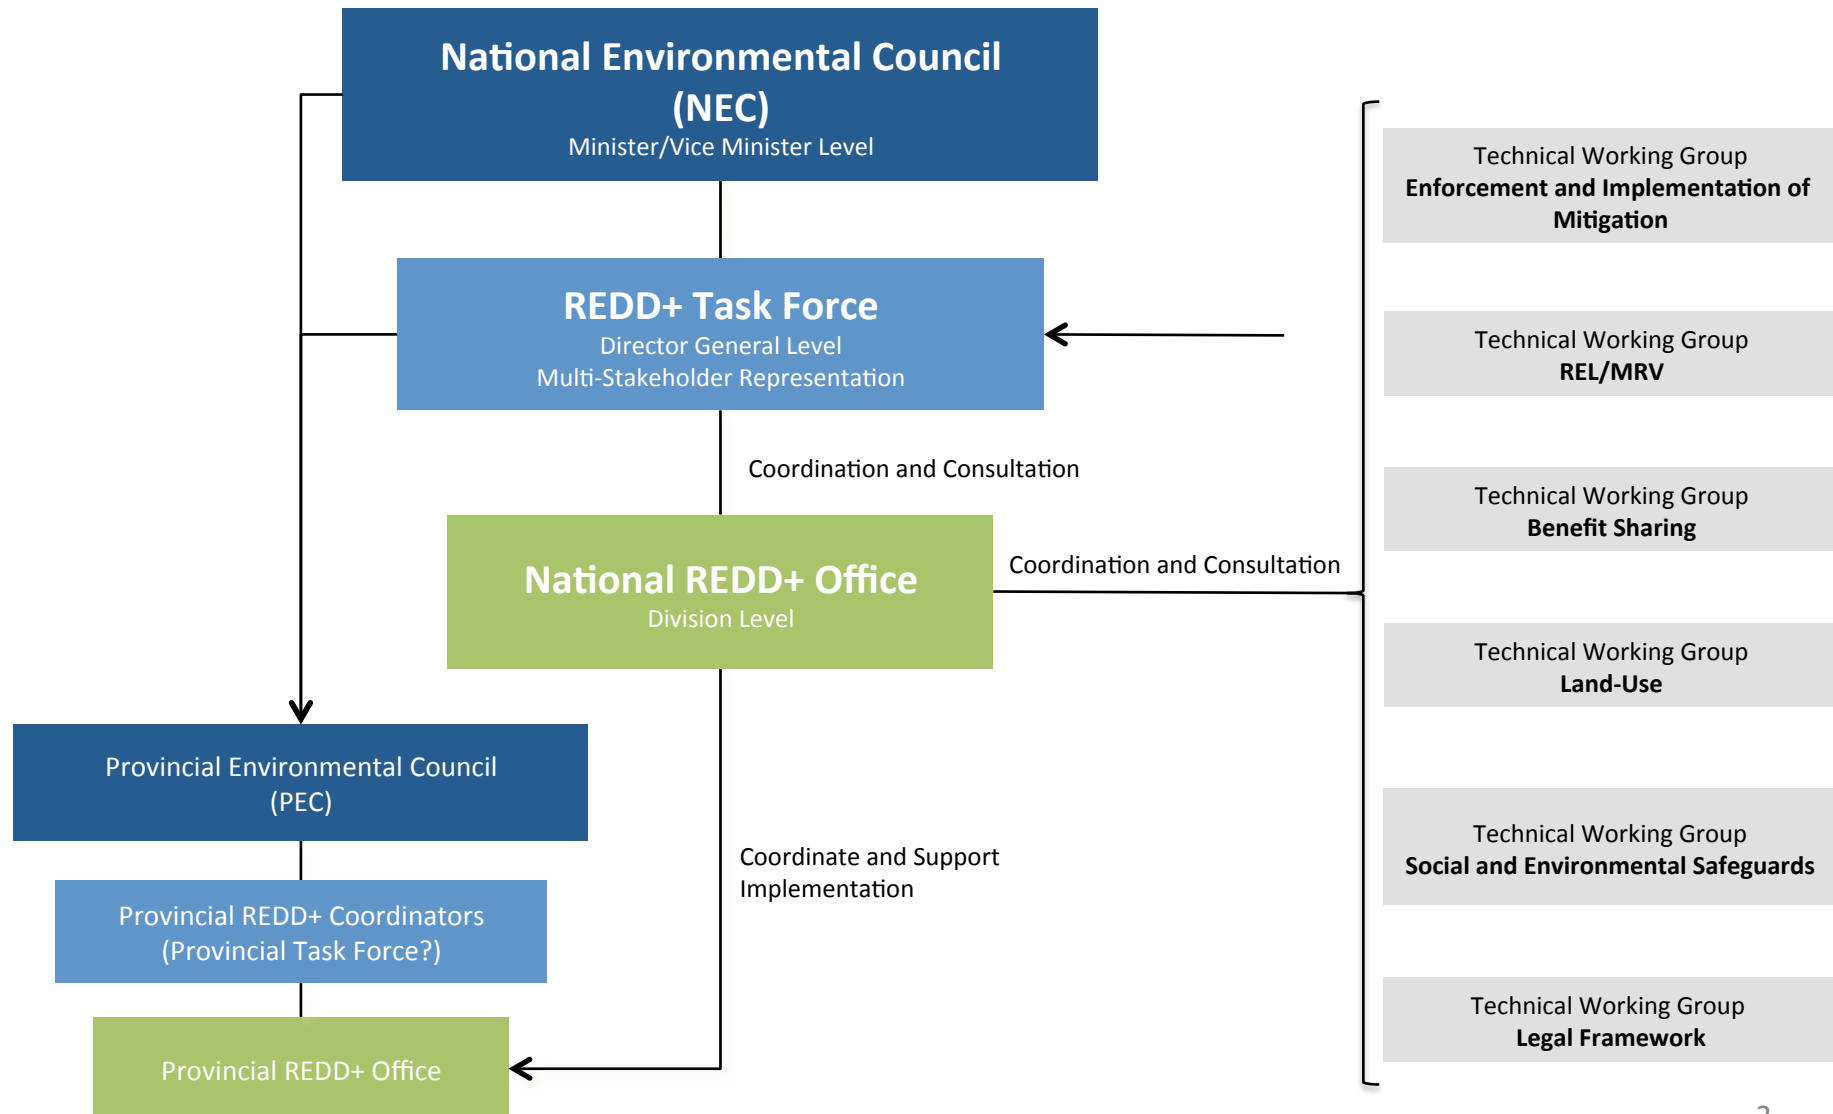 National Environmental Council
(NEC)
Minister/Vice Minister Level
REDD+ Task Force
Director General Level
Multi-Stakeholder Representation
Coordination and Consultation
National REDD+ Office
Division Level
Coordination and Consultation
Provincial Environmental Council
(PEC)
Coordinate and Support
Implementation
Provincial REDD+ Coordinators
(Provincial Task Force?)
Provincial REDD+ Office
Technical Working Group
Enforcement and Implementation of
Mitigation
Technical Working Group
REL/MRV
Technical Working Group
Benefit Sharing
Technical Working Group
Land-Use
Technical Working Group
Social and Environmental Safeguards
Technical Working Group
Legal Framework